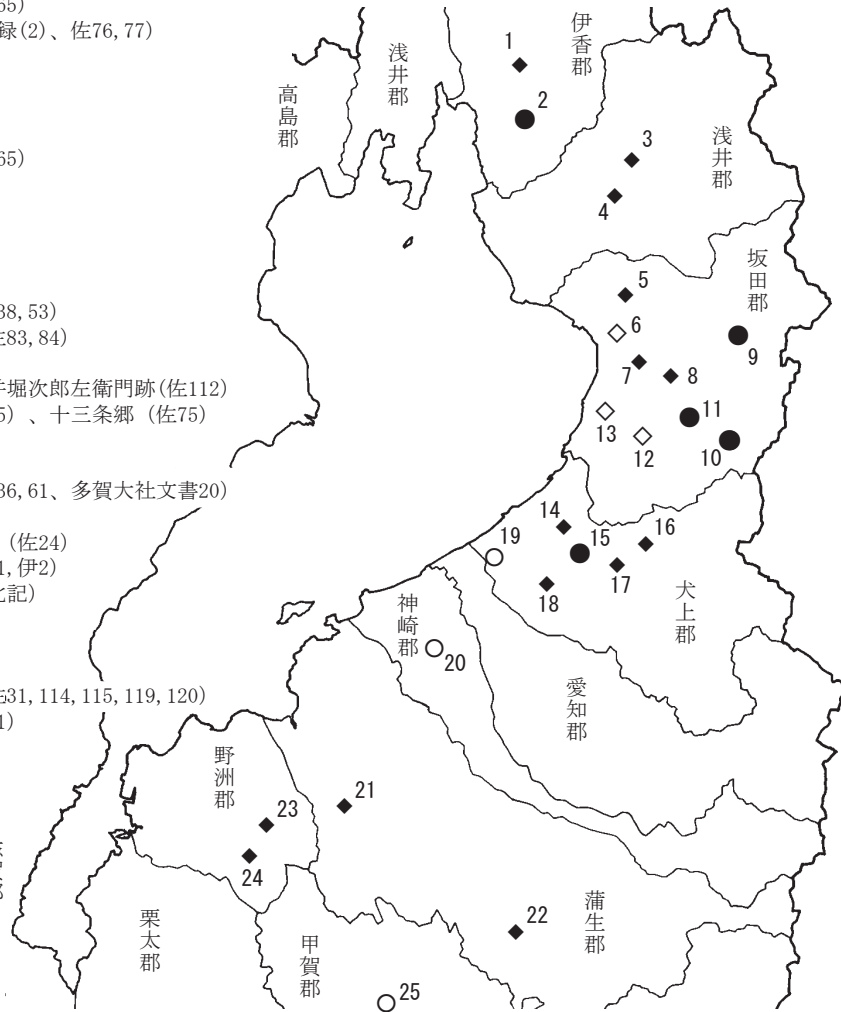 65)
録(2)、佐76,77)
65)
38,53)
佐83,84)
井堀次郎左衛門跡(佐112)
5)、十三条郷（佐75)
36,61、多賀大社文書20)
（佐24)
1,伊2)
記)
佐31,114,115,119,120)
1)
伊香郡
浅井郡
高島郡
浅井郡
坂田郡
犬上郡
神崎郡
愛知郡
野洲郡
蒲生郡
栗太郡
甲賀郡
1
2
3
4
5
6
7
8
9
10
11
12
13
14
15
16
17
18
19
20
21
22
23
24
25